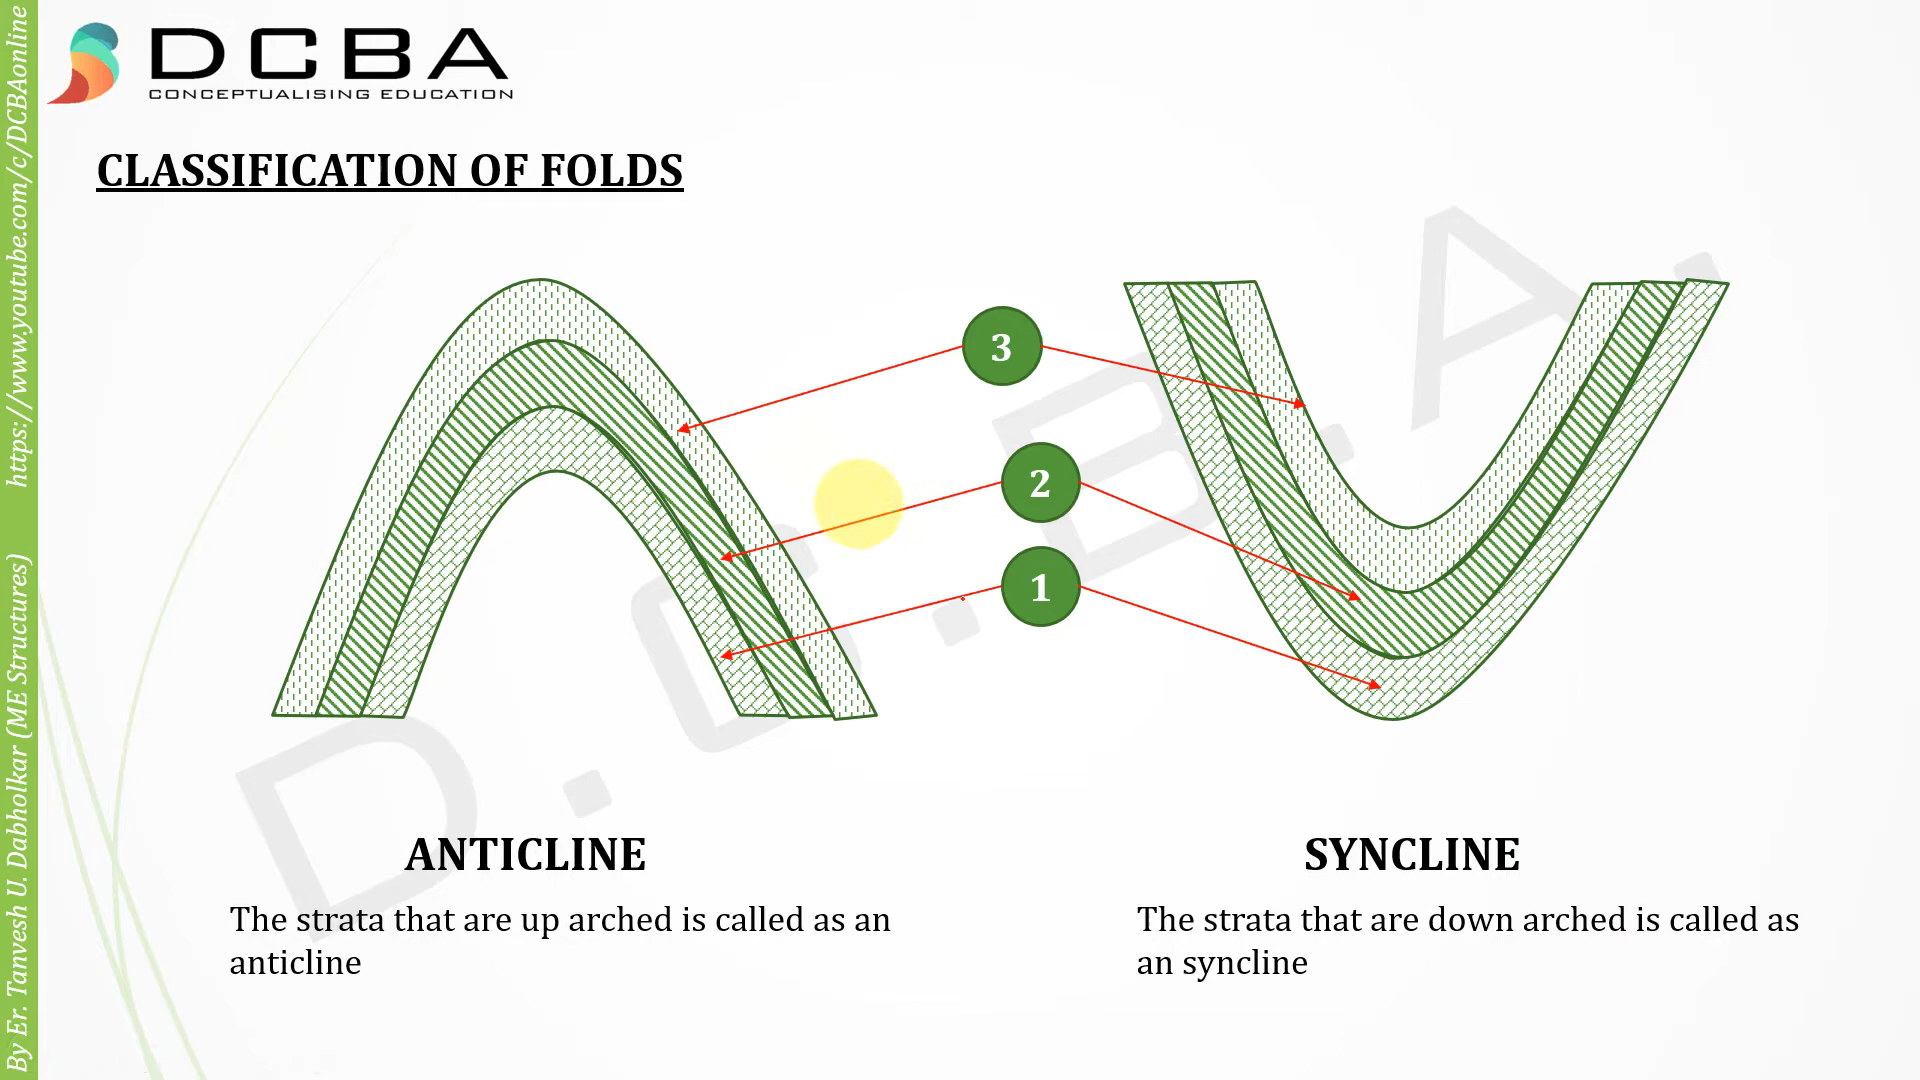 DCBA
CONCEPTUALISING EDUCATION
CLASSIFICATION OF FOLDS
3
2
1
ANTICLINE
The strata that are up arched is called as an
anticline
SYNCLINE
The strata that are down arched is called as
an syncline
By Er. Tanvesh U. Dabholkar (ME Structures) https://www.youtube.com/c/DCBAonline
D.C.B.A.